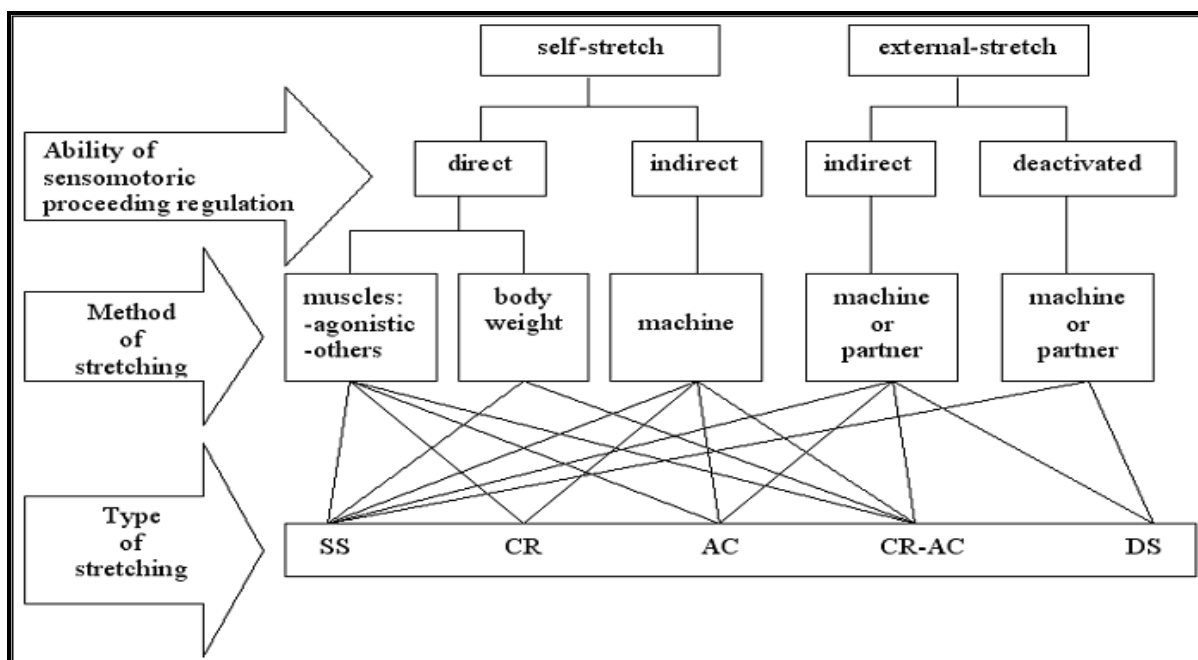 self-stretch
external-stretch
Ability of
sensomotoric
proceeding regulation
direct
indirect
indirect
deactivated
Method
of
stretching
muscles:
-agonistic
-others
body
weight
machine
machine
or
partner
machine
or
partner
Type
of
stretching
SS
CR
AC
CR-AC
DS